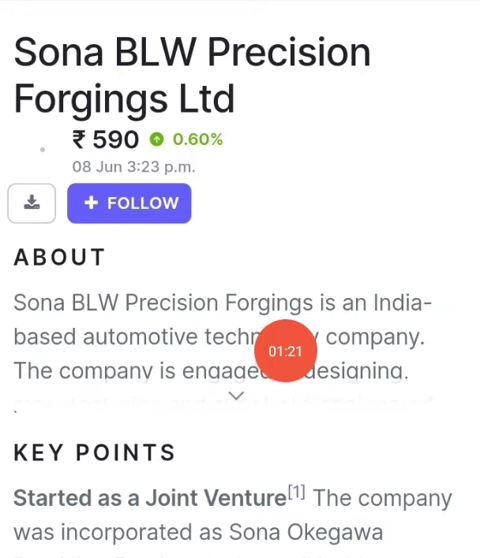 Sona BLW Precision
Forgings Ltd
₹ 590 0.60%
08 Jun 3:23 p.m.
+ FOLLOW
ABOUT
Sona BLW Precision Forgings is an India-
based automotive company.
01:21
The company is engaged designing,
KEY POINTS
Started as a Joint Venture[1] The company
was incorporated as Sona Okegawa